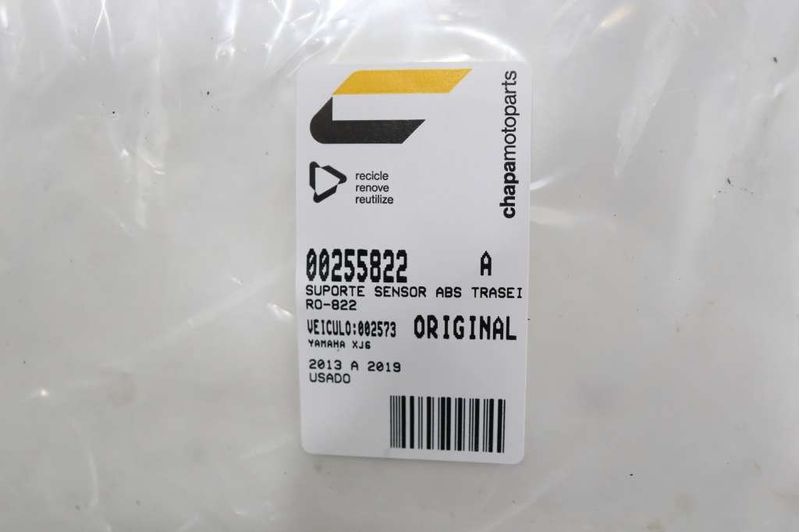 chapamotoparts
recicle
renove
reutilize
00255822 A
SUPORTE SENSOR ABS TRASEI
RO-822
VEICULO:002573 ORIGINAL
YAMAHA XJ6
2013 A 2019
USADO